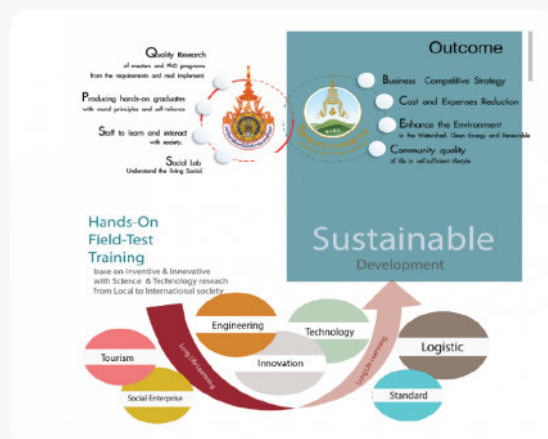 Quality Research
of masters and PhD programs
from the requirements and real implement.
Producing hands-on graduates
with moral principles and self-reliance
Staff to learn and interact
with society.
Social Lab
Understand the living Social.
Outcome
Business Competitive Strategy
Cost and Expenses Reduction
Enhance the Environment
in the Watershed, Clean Energy and Renewable
Community quality
of life in self-sufficient lifestyle
Hands-On
Field-Test
Training
base on Inventive & Innovative
with Science & Technology reseach
from Local to International society
Sustainable
Development
Long Life Learning
Long Life Learnning
Engineering
Technology
Innovation
Tourism
Social Enterprise
Logistic
Standard